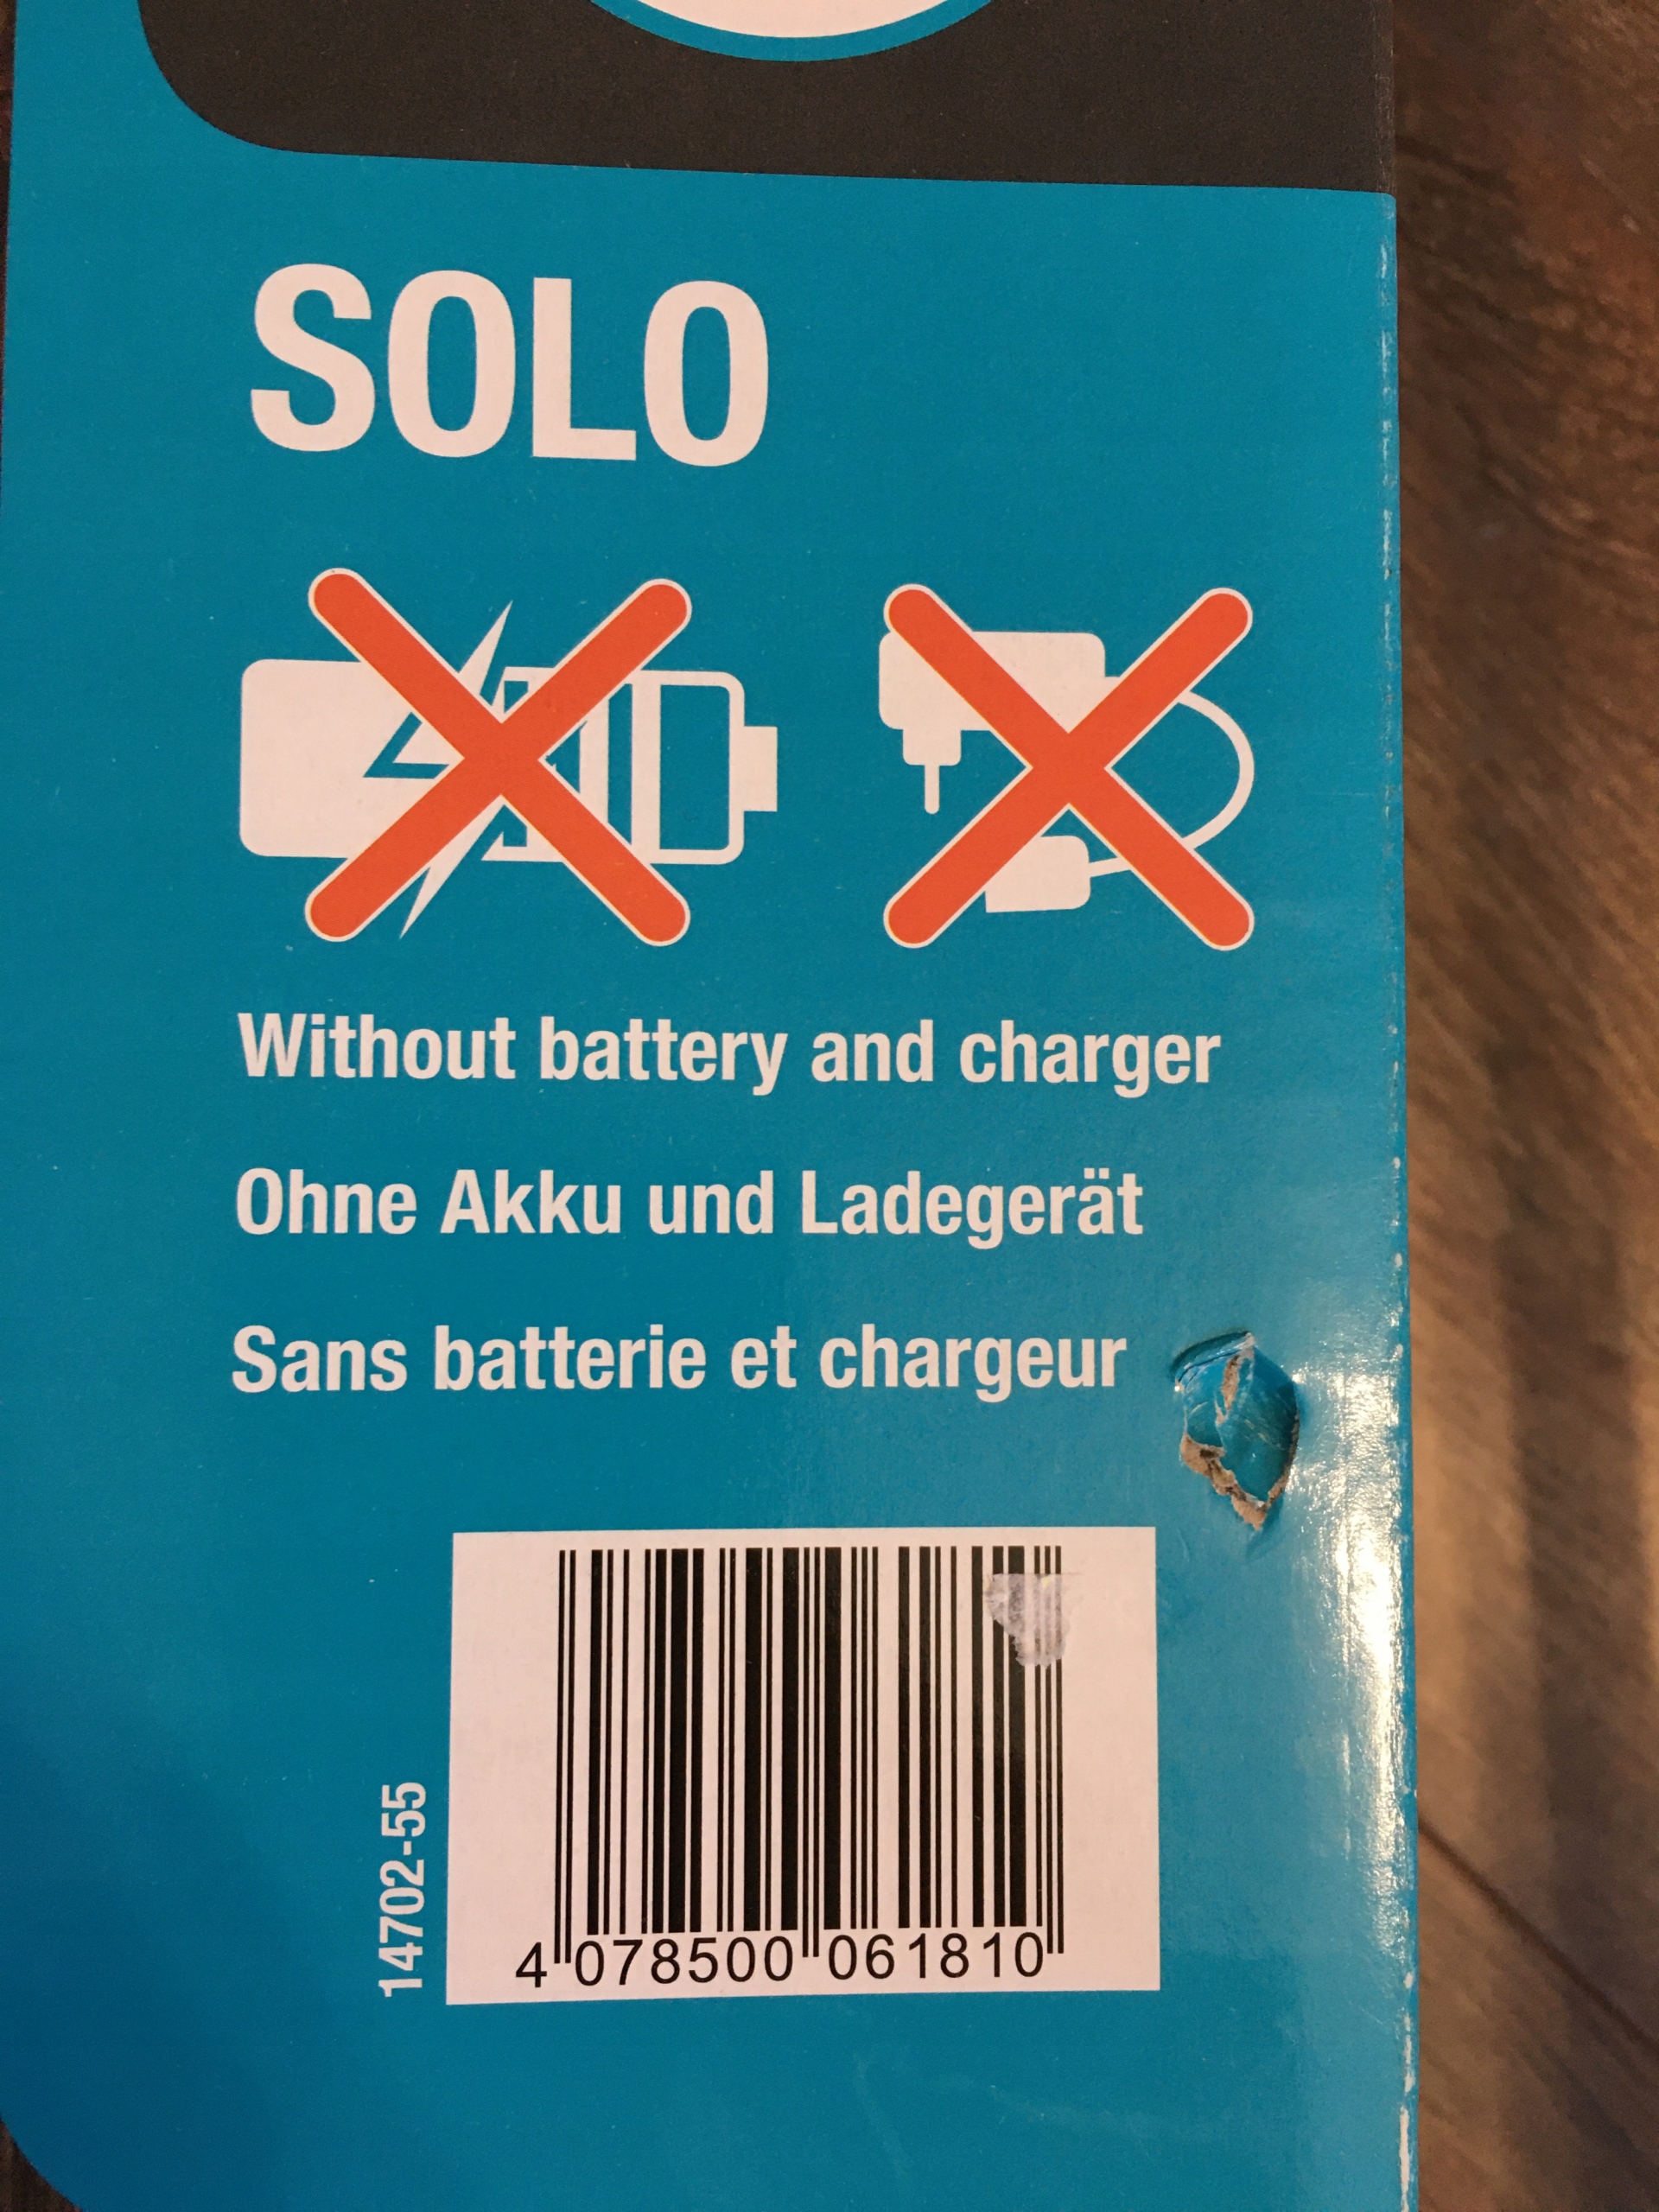 SOLO
Without battery and charger
Ohne Akku und Ladegerät
Sans batterie et chargeur
14702-55
4 078500 061810